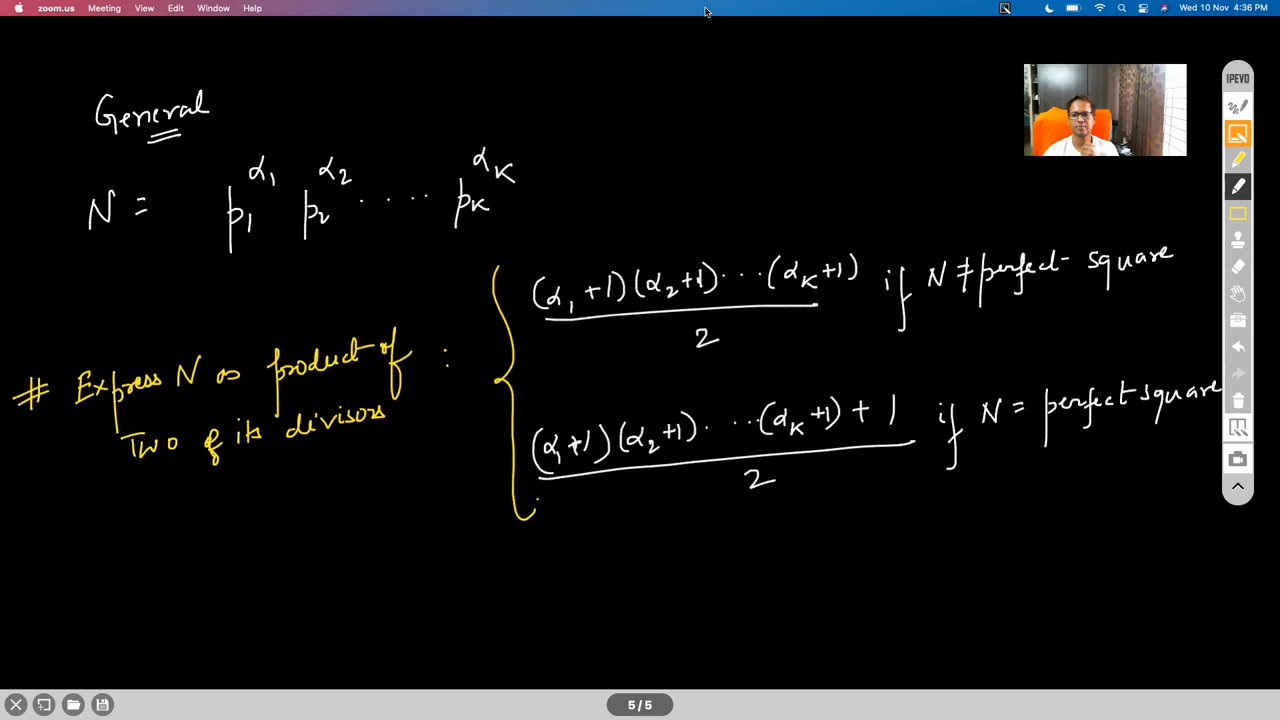 zoom.us Meeting View Edit Window Help Wed 10 Nov 4:36 PM
IPEVO
General
N = p₁^α₁ p₂^α₂ ..... pₖ^αₖ
# Express N as product of Two of its divisors :
(α₁+1)(α₂+1)...(αₖ+1) / 2 if N ≠ perfect square
(α₁+1)(α₂+1)....(αₖ+1)+1 / 2 if N = perfect square
5/5